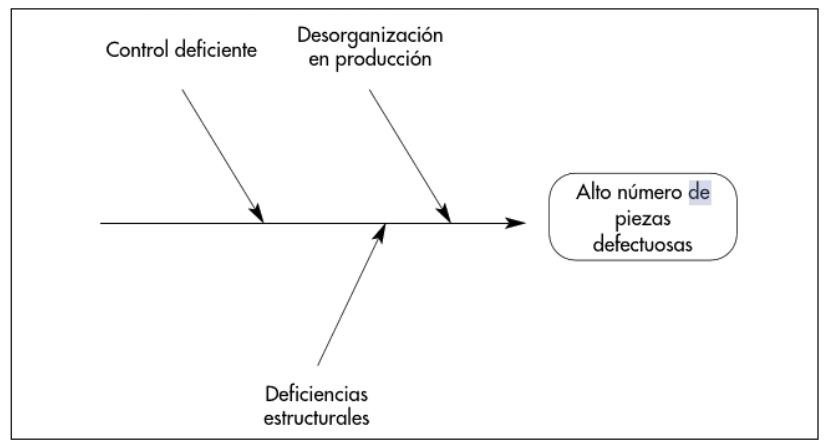 Control deficiente
Desorganización
en producción
Alto número de
piezas
defectuosas
Deficiencias
estructurales